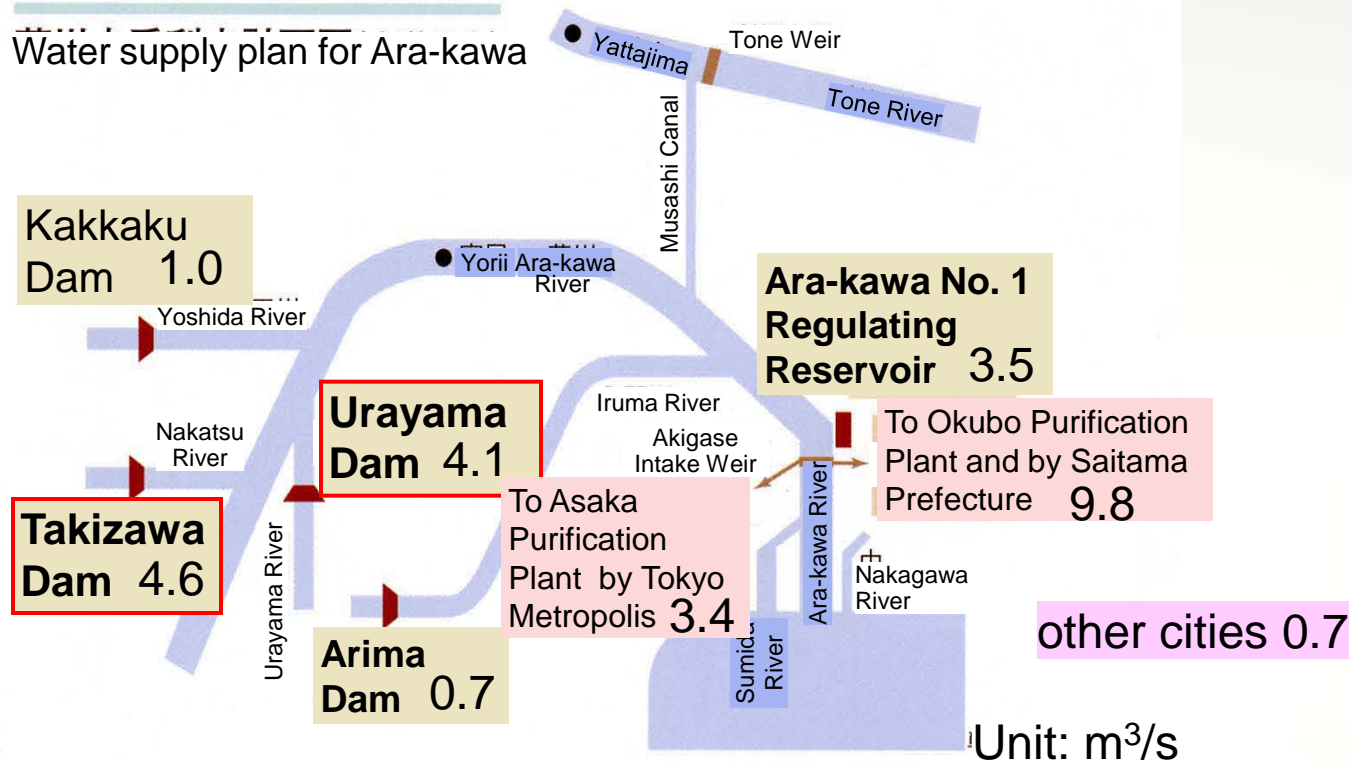 Water supply plan for Ara-kawa
Yattajima
Tone Weir
Tone River
Musashi Canal
Kakkaku
Dam 1.0
Yoshida River
Yorii Ara-kawa
River
Ara-kawa No. 1
Regulating
Reservoir 3.5
Urayama
Dam 4.1
Iruma River
Nakatsu
River
Akigase
Intake Weir
To Okubo Purification
Plant and by Saitama
Prefecture 9.8
Takizawa
Dam 4.6
Urayama River
To Asaka
Purification
Plant by Tokyo
Metropolis 3.4
Ara-kawa River
Nakagawa
River
Arima
Dam 0.7
Sumida
River
other cities 0.7
Unit: m³/s